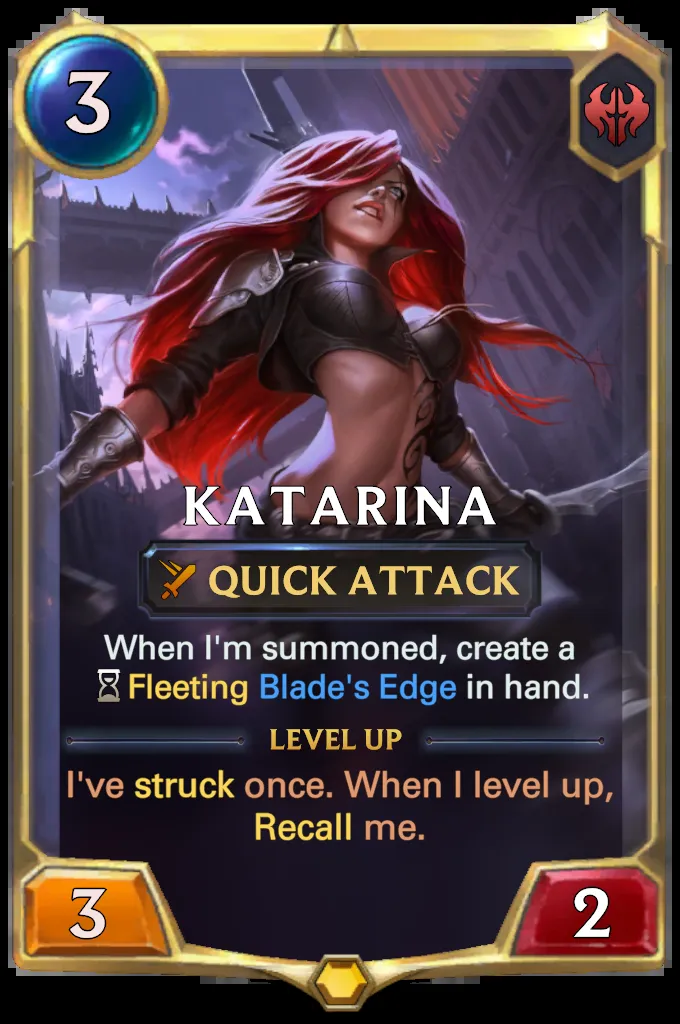 3
KATARINA
QUICK ATTACK
When I'm summoned, create a
Fleeting Blade's Edge in hand.
LEVEL UP
I've struck once. When I level up,
Recall me.
3
2